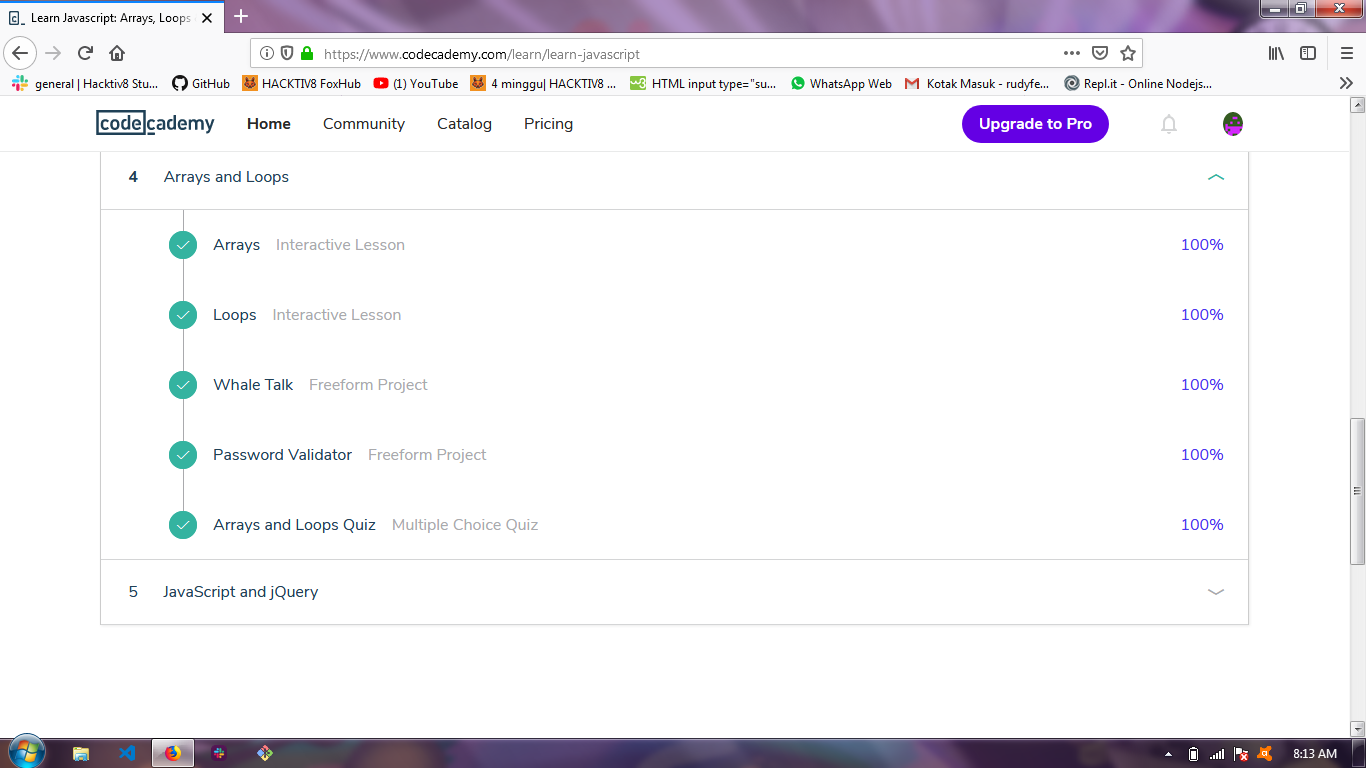 Learn Javascript: Arrays, Loops
https://www.codecademy.com/learn/learn-javascript
general | Hacktiv8 Stu... GitHub HACKTIV8 FoxHub (1) YouTube 4 minggu| HACKTIV8 ... HTML input type="su... WhatsApp Web Kotak Masuk - rudyfe... Repl.it - Online Nodejs...
codecademy Home Community Catalog Pricing Upgrade to Pro
4 Arrays and Loops
Arrays Interactive Lesson 100%
Loops Interactive Lesson 100%
Whale Talk Freeform Project 100%
Password Validator Freeform Project 100%
Arrays and Loops Quiz Multiple Choice Quiz 100%
5 JavaScript and jQuery
8:13 AM